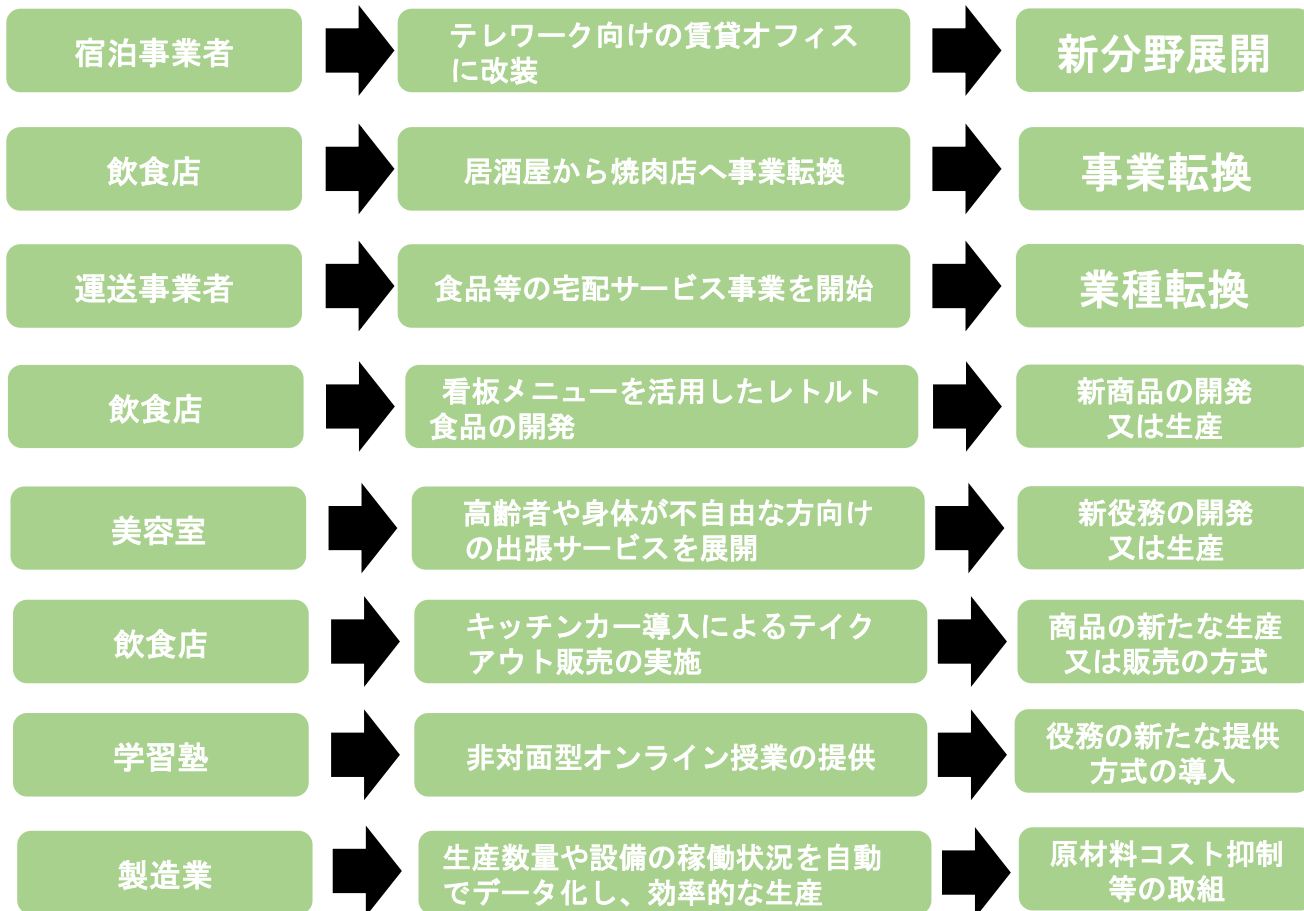 宿泊事業者
テレワーク向けの賃貸オフィス
に改装
新分野展開
飲食店
居酒屋から焼肉店へ事業転換
事業転換
運送事業者
食品等の宅配サービス事業を開始
業種転換
飲食店
看板メニューを活用したレトルト
食品の開発
新商品の開発
又は生産
美容室
高齢者や身体が不自由な方向け
の出張サービスを展開
新役務の開発
又は生産
飲食店
キッチンカー導入によるテイク
アウト販売の実施
商品の新たな生産
又は販売の方式
学習塾
非対面型オンライン授業の提供
役務の新たな提供
方式の導入
製造業
生産数量や設備の稼働状況を自動
でデータ化し、効率的な生産
原材料コスト抑制
等の取組